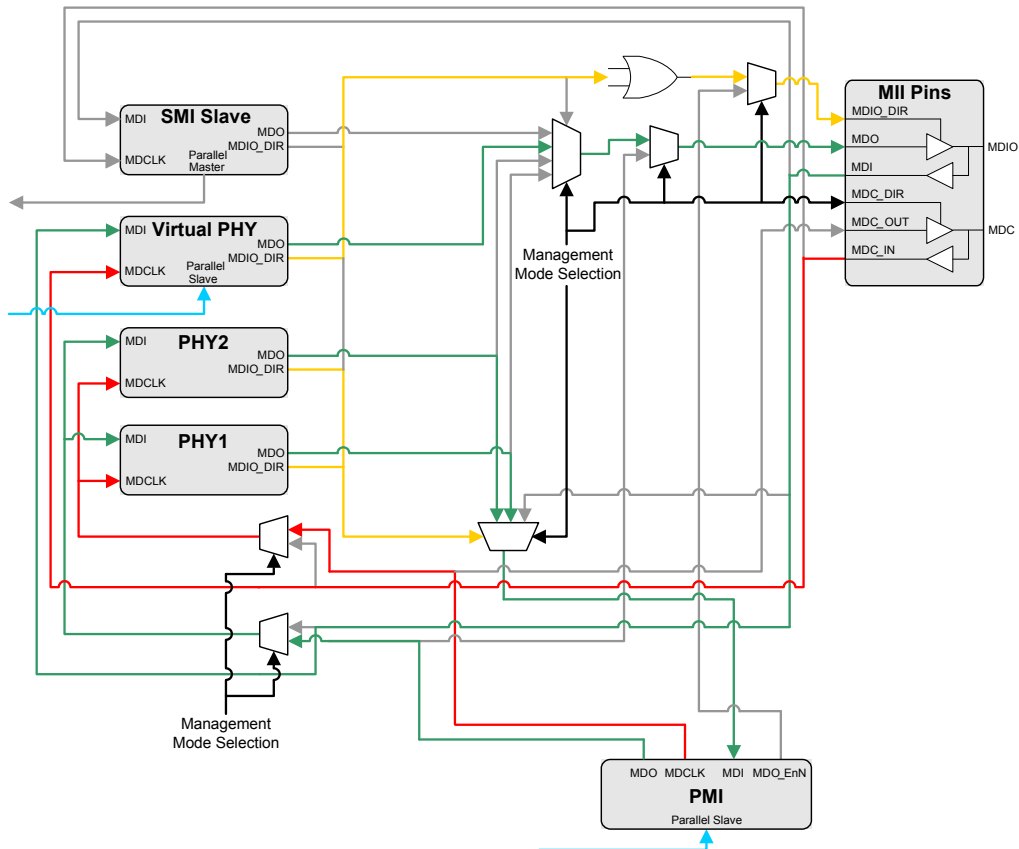 SMI Slave
MDI
MDO
MDIO_DIR
MDCLK
Parallel
Master
Virtual PHY
MDI
MDO
MDIO_DIR
MDCLK
Parallel
Slave
PHY2
MDI
MDO
MDIO_DIR
MDCLK
PHY1
MDI
MDO
MDIO_DIR
MDCLK
Management
Mode Selection
MII Pins
MDIO_DIR
MDO
MDIO
MDI
MDC_DIR
MDC_OUT
MDC
MDC_IN
Management
Mode Selection
MDO MDCLK MDI MDO_EnN
PMI
Parallel Slave